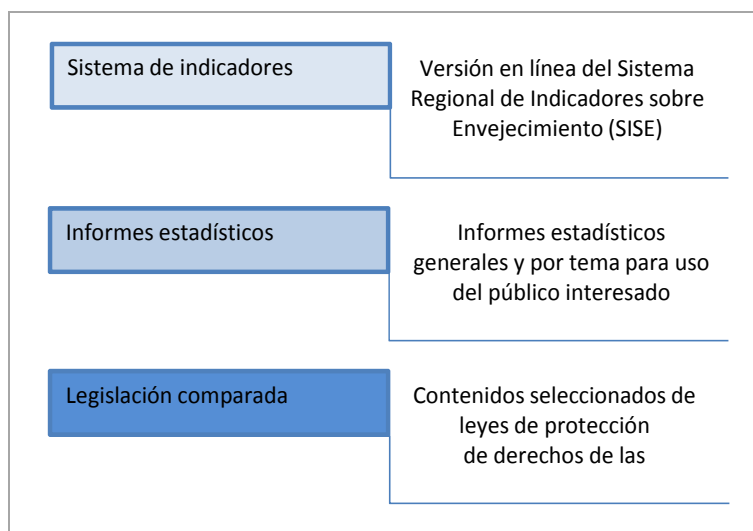 Sistema de indicadores
Versión en línea del Sistema
Regional de Indicadores sobre
Envejecimiento (SISE)
Informes estadísticos
Informes estadísticos
generales y por tema para uso
del público interesado
Legislación comparada
Contenidos seleccionados de
leyes de protección
de derechos de las